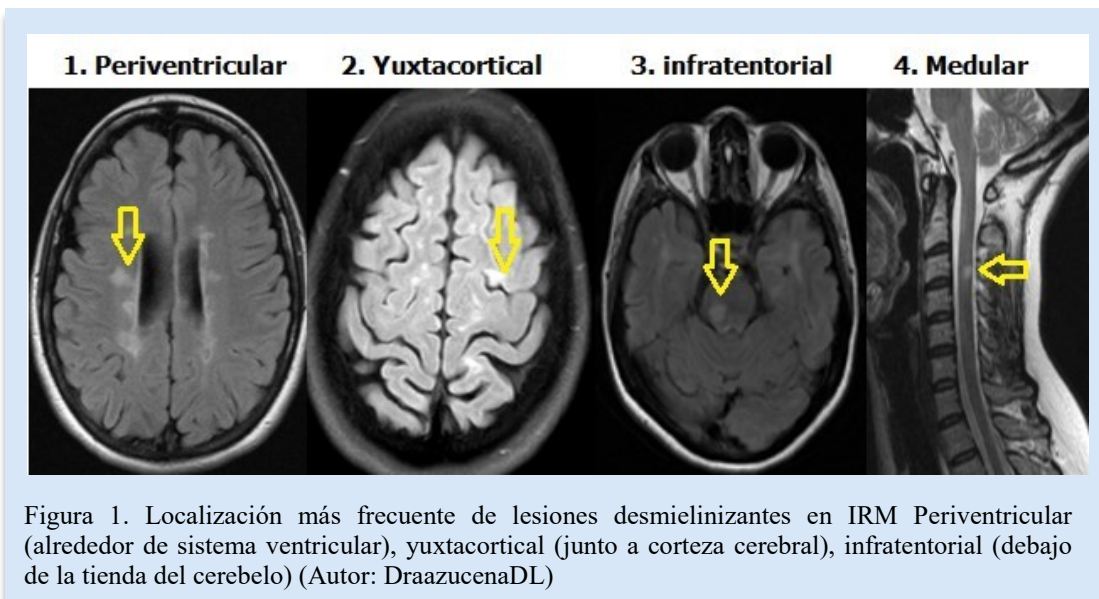 1. Periventricular 2. Yuxtacortical 3. infratentorial 4. Medular
Figura 1. Localización más frecuente de lesiones desmielinizantes en IRM Periventricular
(alrededor de sistema ventricular), yuxtacortical (junto a corteza cerebral), infratentorial (debajo
de la tienda del cerebelo) (Autor: DraazucenaDL)